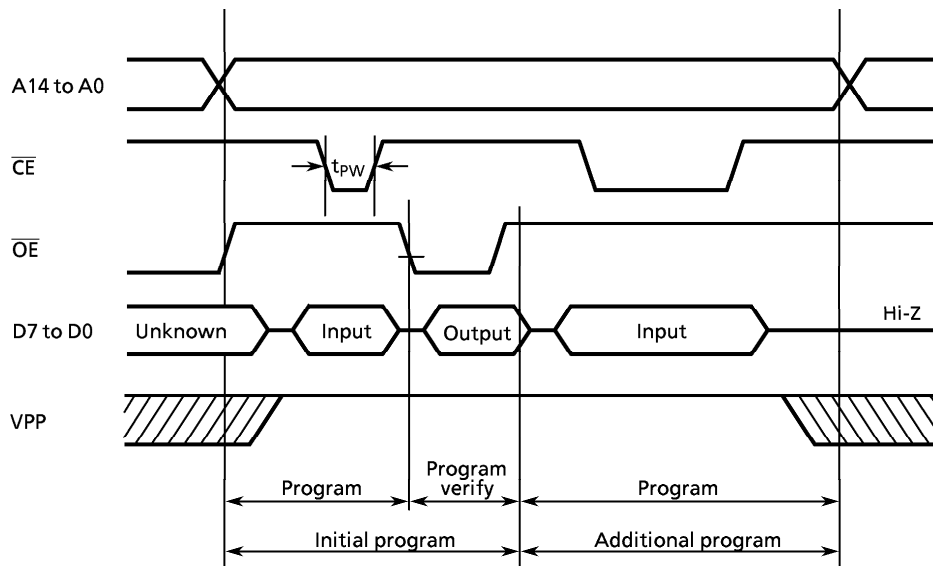 A14 to A0
CE
tPW
OE
D7 to D0
Unknown
Input
Output
Input
Hi-Z
VPP
Program
Program
verify
Program
Initial program
Additional program